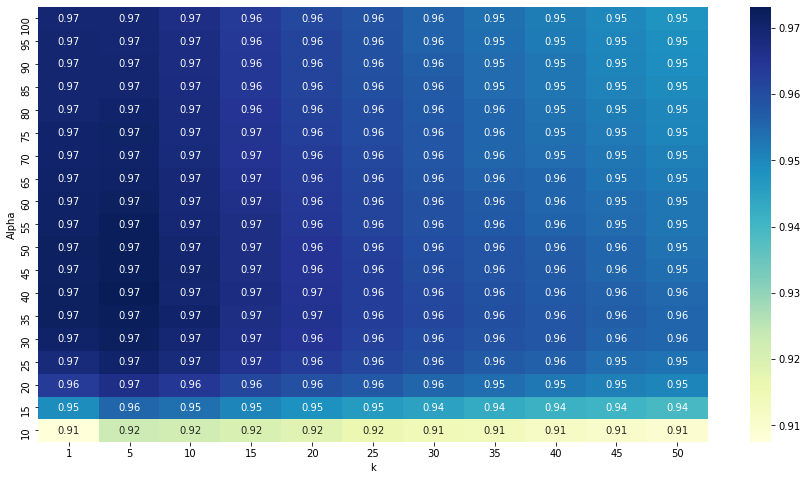 100 0.97 0.97 0.97 0.96 0.96 0.96 0.96 0.95 0.95 0.95 0.95
95 0.97 0.97 0.97 0.96 0.96 0.96 0.96 0.95 0.95 0.95 0.95
90 0.97 0.97 0.97 0.96 0.96 0.96 0.96 0.95 0.95 0.95 0.95
85 0.97 0.97 0.97 0.96 0.96 0.96 0.96 0.95 0.95 0.95 0.95
80 0.97 0.97 0.97 0.96 0.96 0.96 0.96 0.96 0.95 0.95 0.95
75 0.97 0.97 0.97 0.97 0.96 0.96 0.96 0.96 0.95 0.95 0.95
70 0.97 0.97 0.97 0.97 0.96 0.96 0.96 0.96 0.96 0.95 0.95
65 0.97 0.97 0.97 0.97 0.96 0.96 0.96 0.96 0.96 0.95 0.95
60 0.97 0.97 0.97 0.97 0.96 0.96 0.96 0.96 0.96 0.96 0.95
55 0.97 0.97 0.97 0.97 0.96 0.96 0.96 0.96 0.96 0.96 0.95
50 0.97 0.97 0.97 0.97 0.96 0.96 0.96 0.96 0.96 0.96 0.96
45 0.97 0.97 0.97 0.97 0.96 0.96 0.96 0.96 0.96 0.96 0.96
40 0.97 0.97 0.97 0.97 0.97 0.96 0.96 0.96 0.96 0.96 0.96
35 0.97 0.97 0.97 0.97 0.97 0.96 0.96 0.96 0.96 0.96 0.96
30 0.97 0.97 0.97 0.97 0.96 0.96 0.96 0.96 0.96 0.96 0.96
25 0.97 0.97 0.97 0.97 0.96 0.96 0.96 0.96 0.96 0.95 0.95
20 0.96 0.97 0.96 0.96 0.96 0.96 0.96 0.95 0.95 0.95 0.95
15 0.95 0.96 0.95 0.95 0.95 0.95 0.94 0.94 0.94 0.94 0.94
10 0.91 0.92 0.92 0.92 0.92 0.92 0.91 0.91 0.91 0.91 0.91
1 5 10 15 20 25 30 35 40 45 50
k
Alpha
0.97
0.96
0.95
0.94
0.93
0.92
0.91